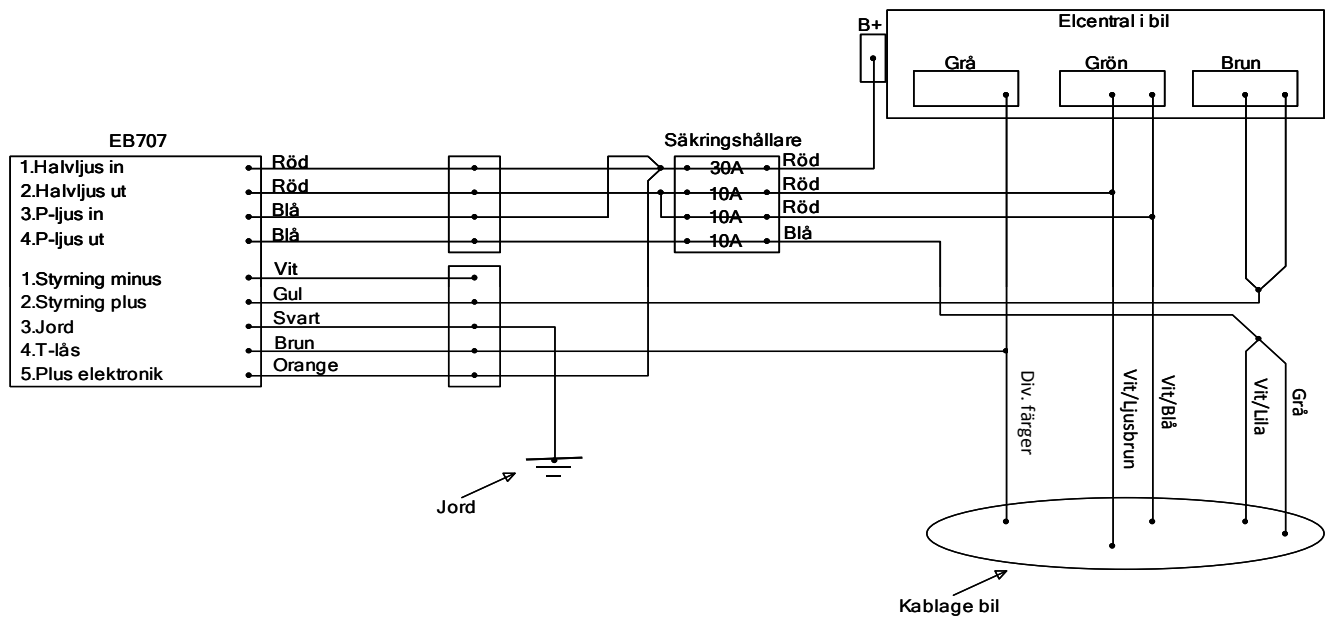 B+
Elcentral i bil
Grå
Grön
Brun
EB707
Säkringshållare
1.Halvljus in
Röd
30A
Röd
2.Halvljus ut
Röd
10A
Röd
3.P-ljus in
Blå
10A
Röd
4.P-ljus ut
Blå
10A
Blå
1.Styrning minus
Vit
2.Styrning plus
Gul
3.Jord
Svart
4.T-lås
Brun
5.Plus elektronik
Orange
Div. färger
Vit/Ljusbrun
Vit/Blå
Vit/Lila
Grå
Jord
Kablage bil